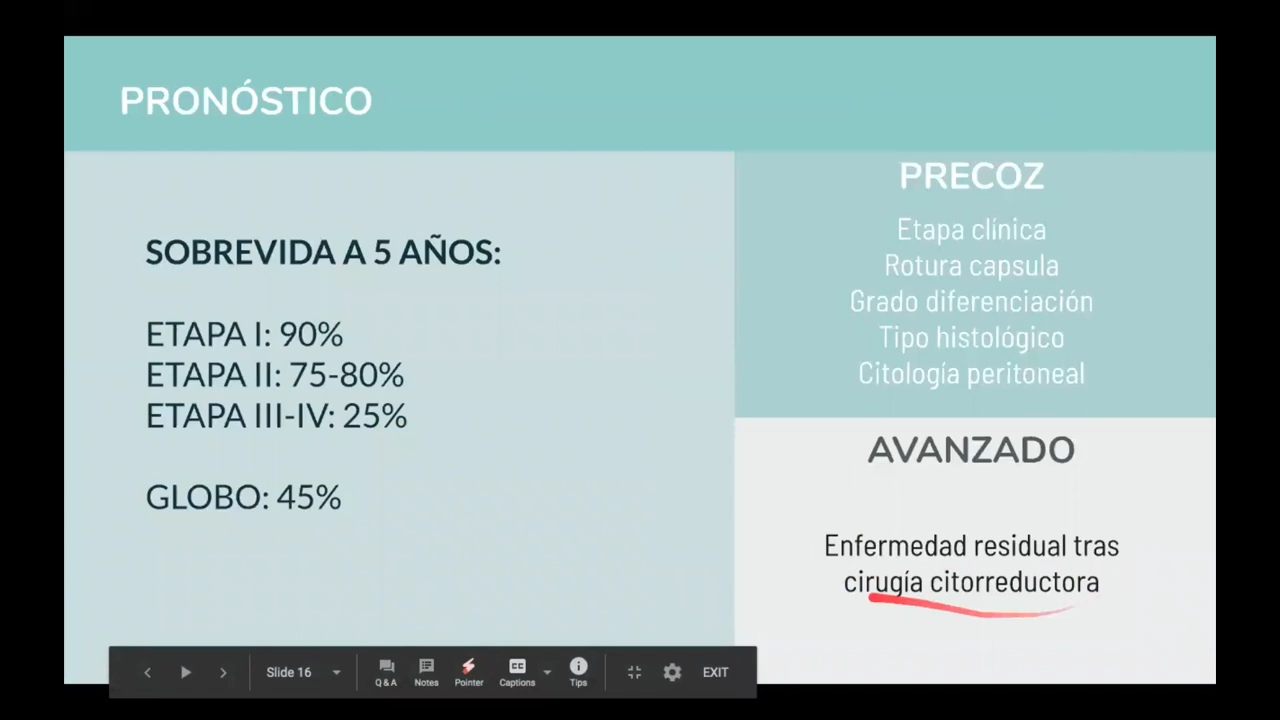 PRONÓSTICO
SOBREVIDA A 5 AÑOS:
ETAPA I: 90%
ETAPA II: 75-80%
ETAPA III-IV: 25%
GLOBO: 45%
PRECOZ
Etapa clínica
Rotura capsula
Grado diferenciación
Tipo histológico
Citología peritoneal
AVANZADO
Enfermedad residual tras
cirugía citorreductora
Slide 16
Q & A
Notes
Pointer
CC
Captions
Tips
EXIT